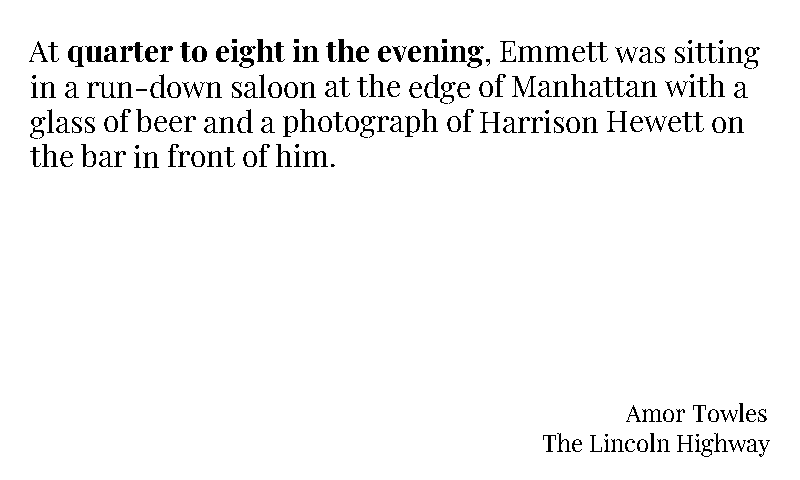 At quarter to eight in the evening, Emmett was sitting
in a run-down saloon at the edge of Manhattan with a
glass of beer and a photograph of Harrison Hewett on
the bar in front of him.
Amor Towles
The Lincoln Highway